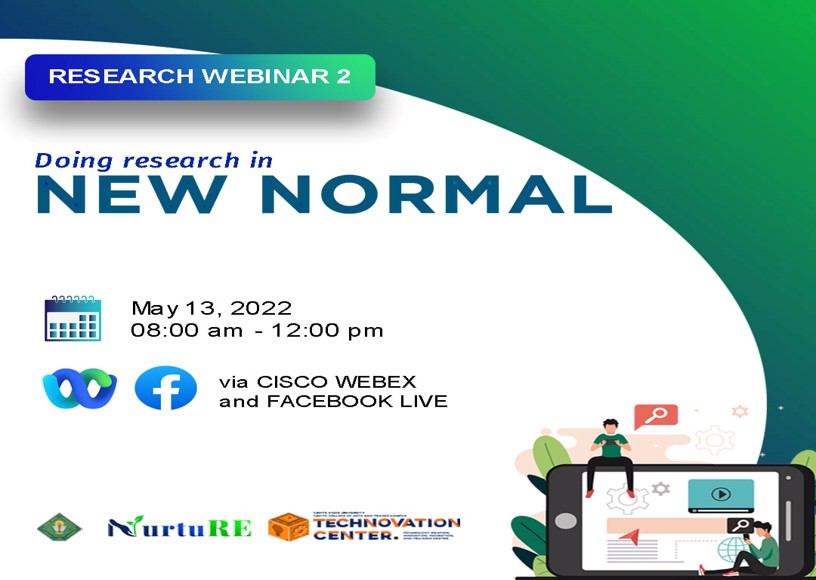 RESEARCH WEBINAR 2
Doing research in
NEW NORMAL
May 13, 2022
08:00 am - 12:00 pm
via CISCO WEBEX
and FACEBOOK LIVE
NurtuRE
TECHNOVATION
CENTER.